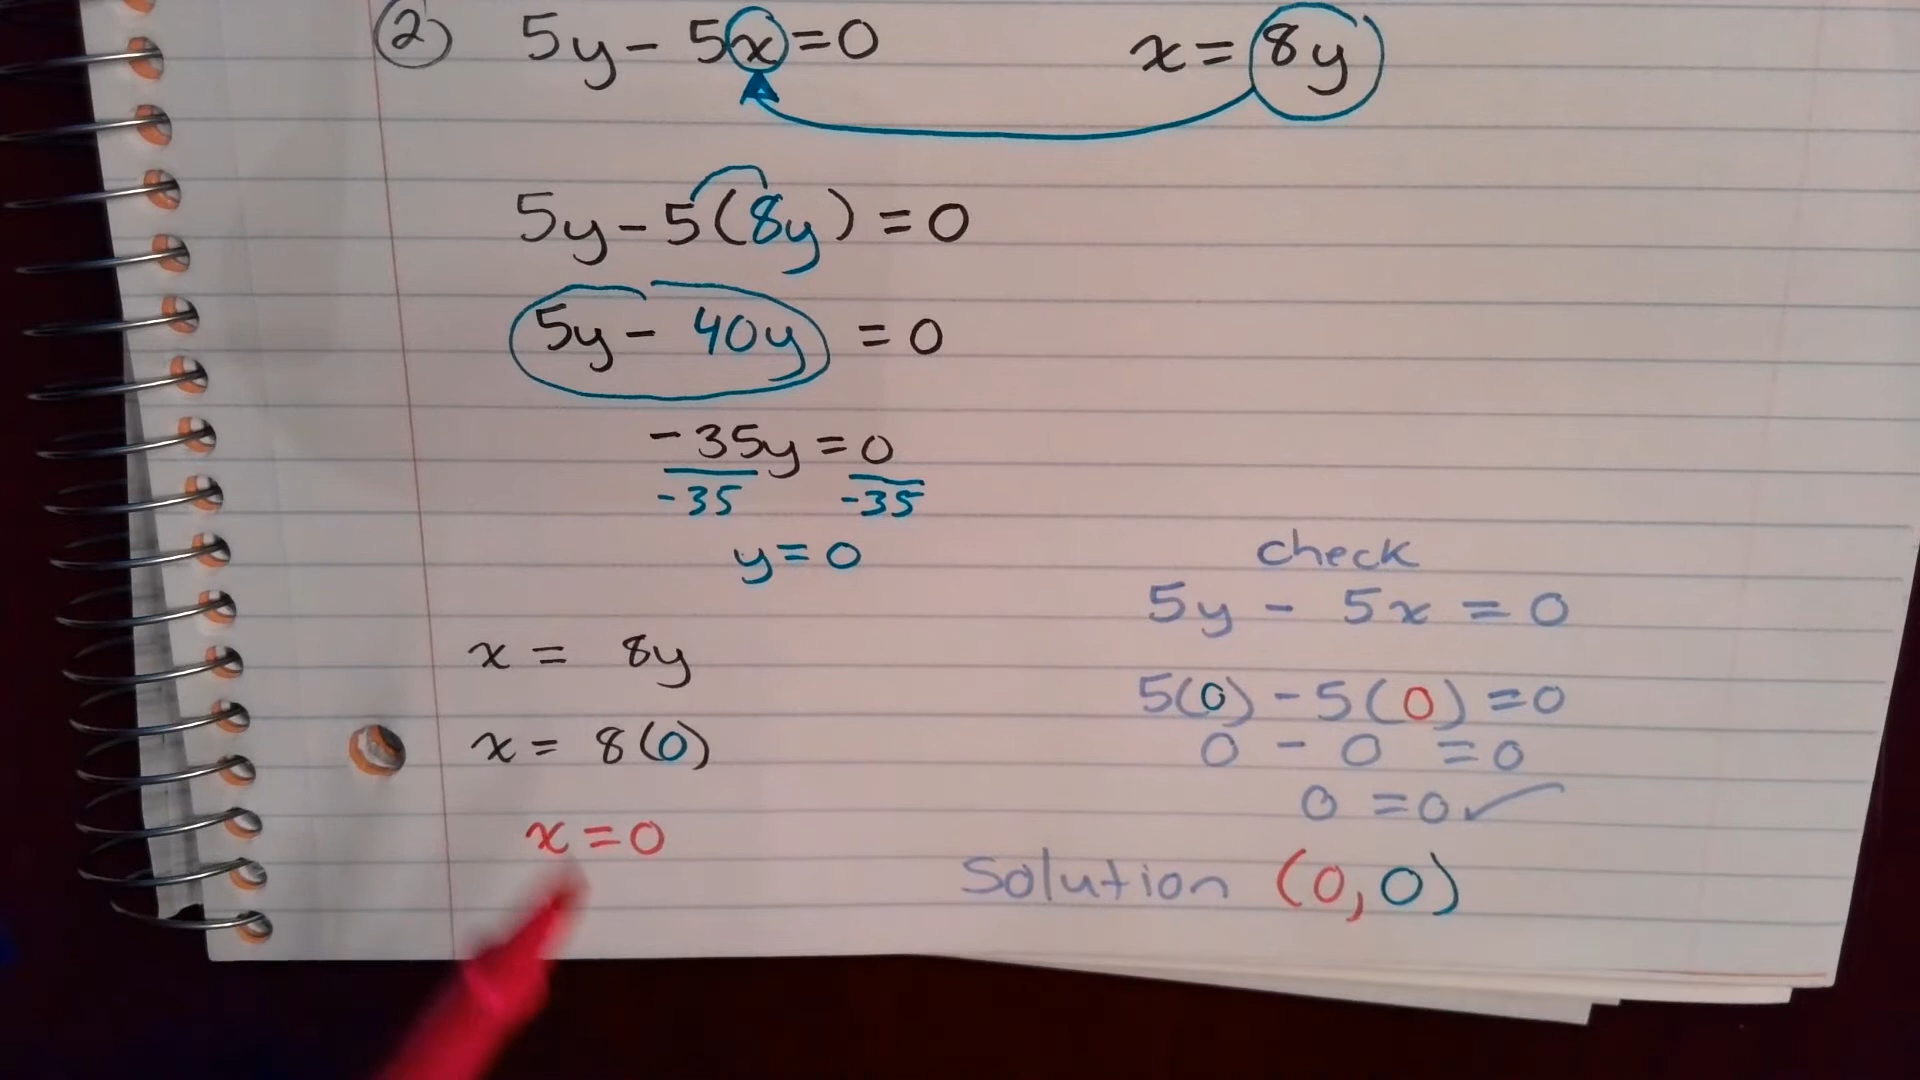 ② 5y - 5x = 0 x = 8y
5y - 5(8y) = 0
5y - 40y = 0
-35y = 0
-35 -35
y = 0
x = 8y
x = 8(0)
x = 0
check
5y - 5x = 0
5(0) - 5(0) = 0
0 - 0 = 0
0 = 0 ✓
Solution (0,0)